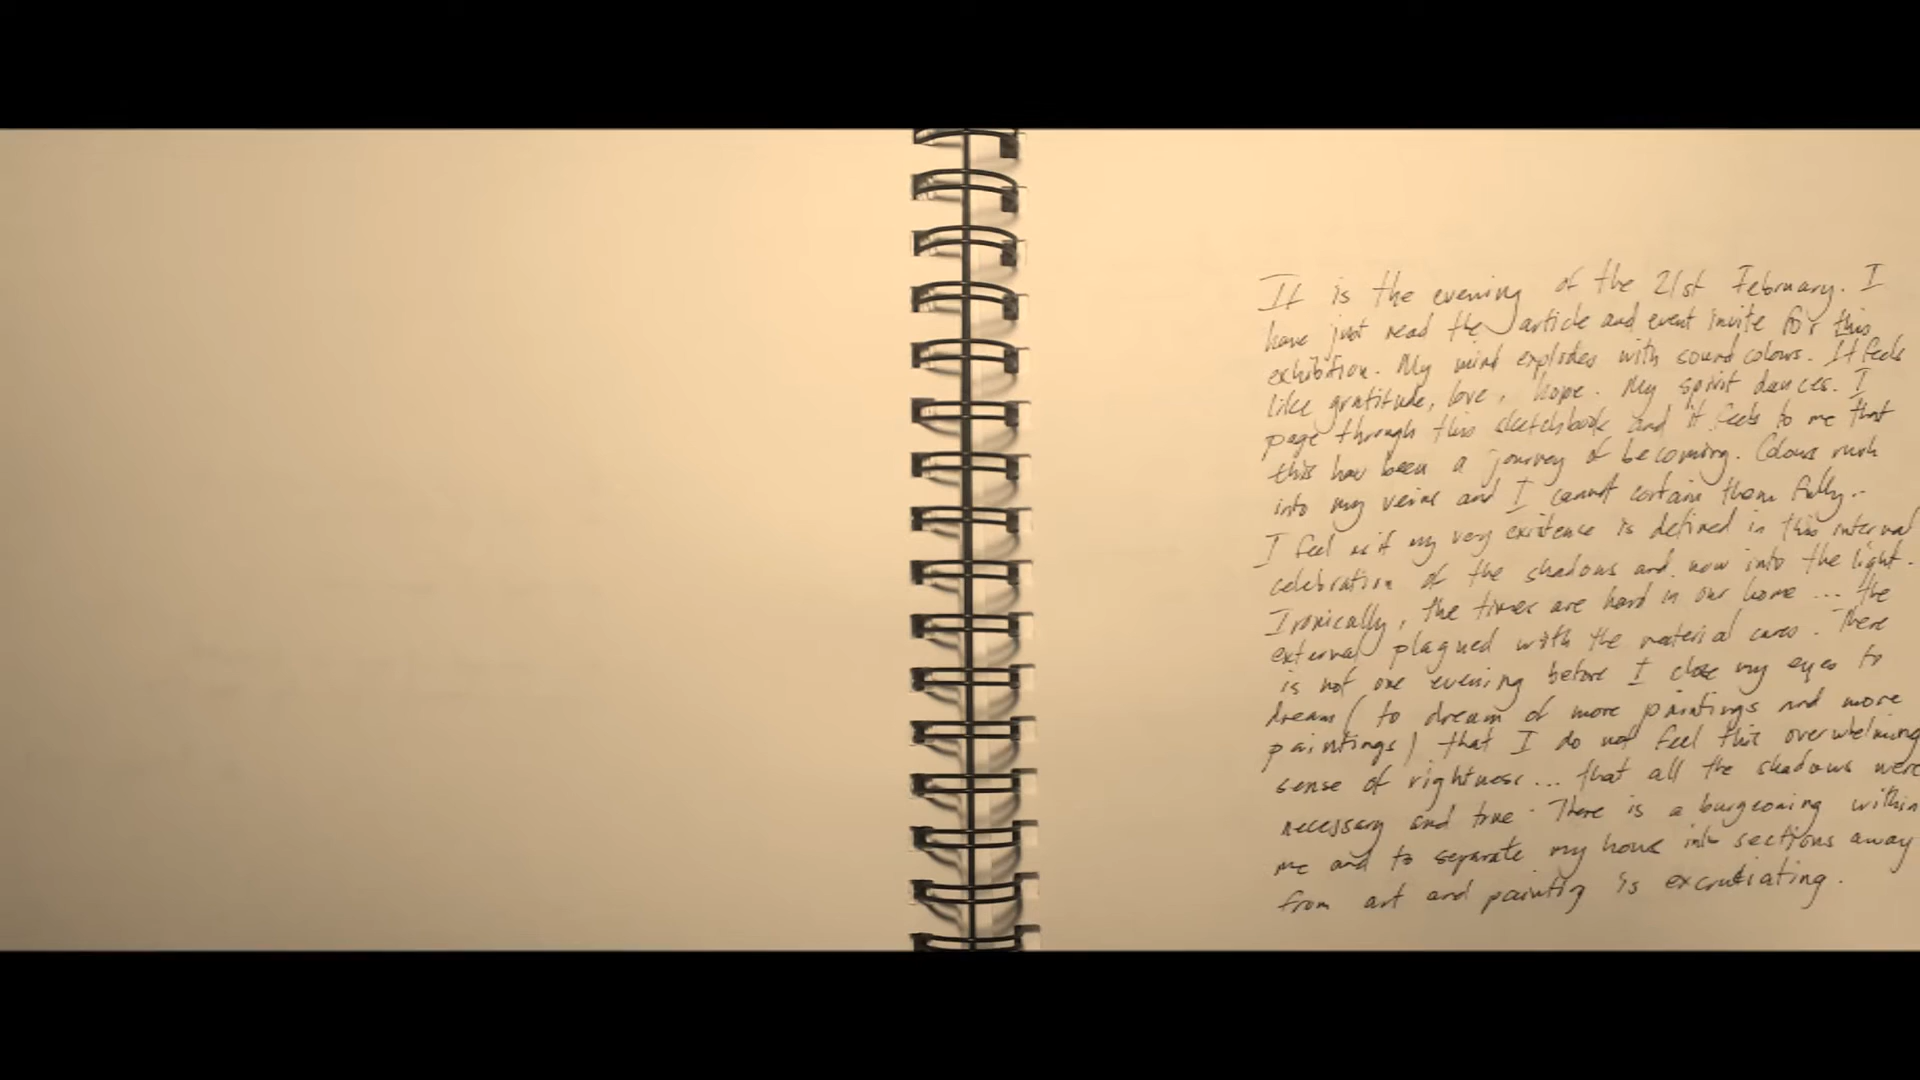 It is the evening of the 21st February. I
have just read the article and event invite for this
exhibition. My mind explodes with sound colours. It feels
like gratitude, love, hope. My spirit dances. I
page through this sketchbook and it feels to me that
this has been a journey of becoming. Colours rush
into my veins and I cannot contain them fully..
I feel as if my very existence is defined in this internal
celebration of the shadows and now into the light.
Ironically, the times are hard in our home ... the
external plagued with the material cares. There
is not one evening before I close my eyes to
dream (to dream of more paintings and more
paintings) that I do not feel this overwelming
sense of rightness... that all the shadows were
necessary and true. There is a burgeoning within
me and to separate my hours into sections away
from art and painting is excrutiating.